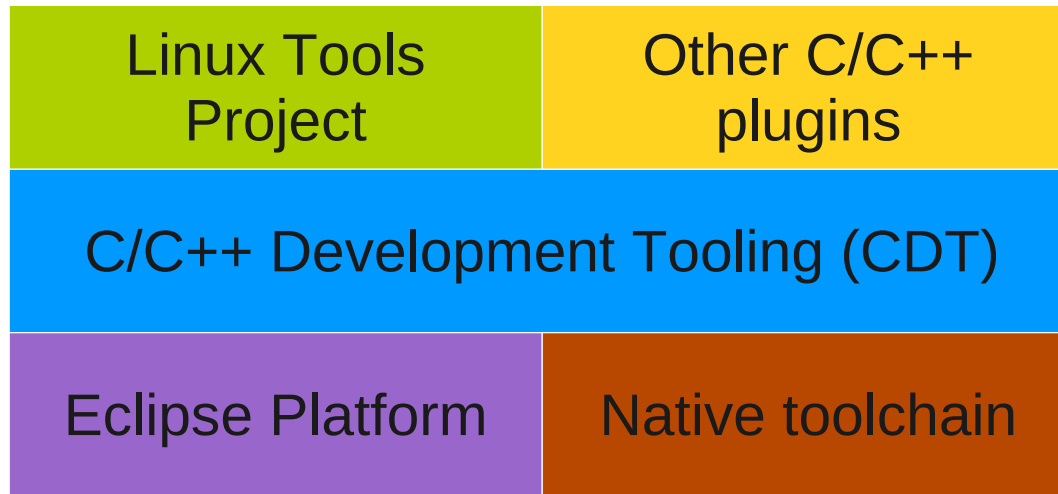 Linux Tools
Project
Other C/C++
plugins
C/C++ Development Tooling (CDT)
Eclipse Platform
Native toolchain